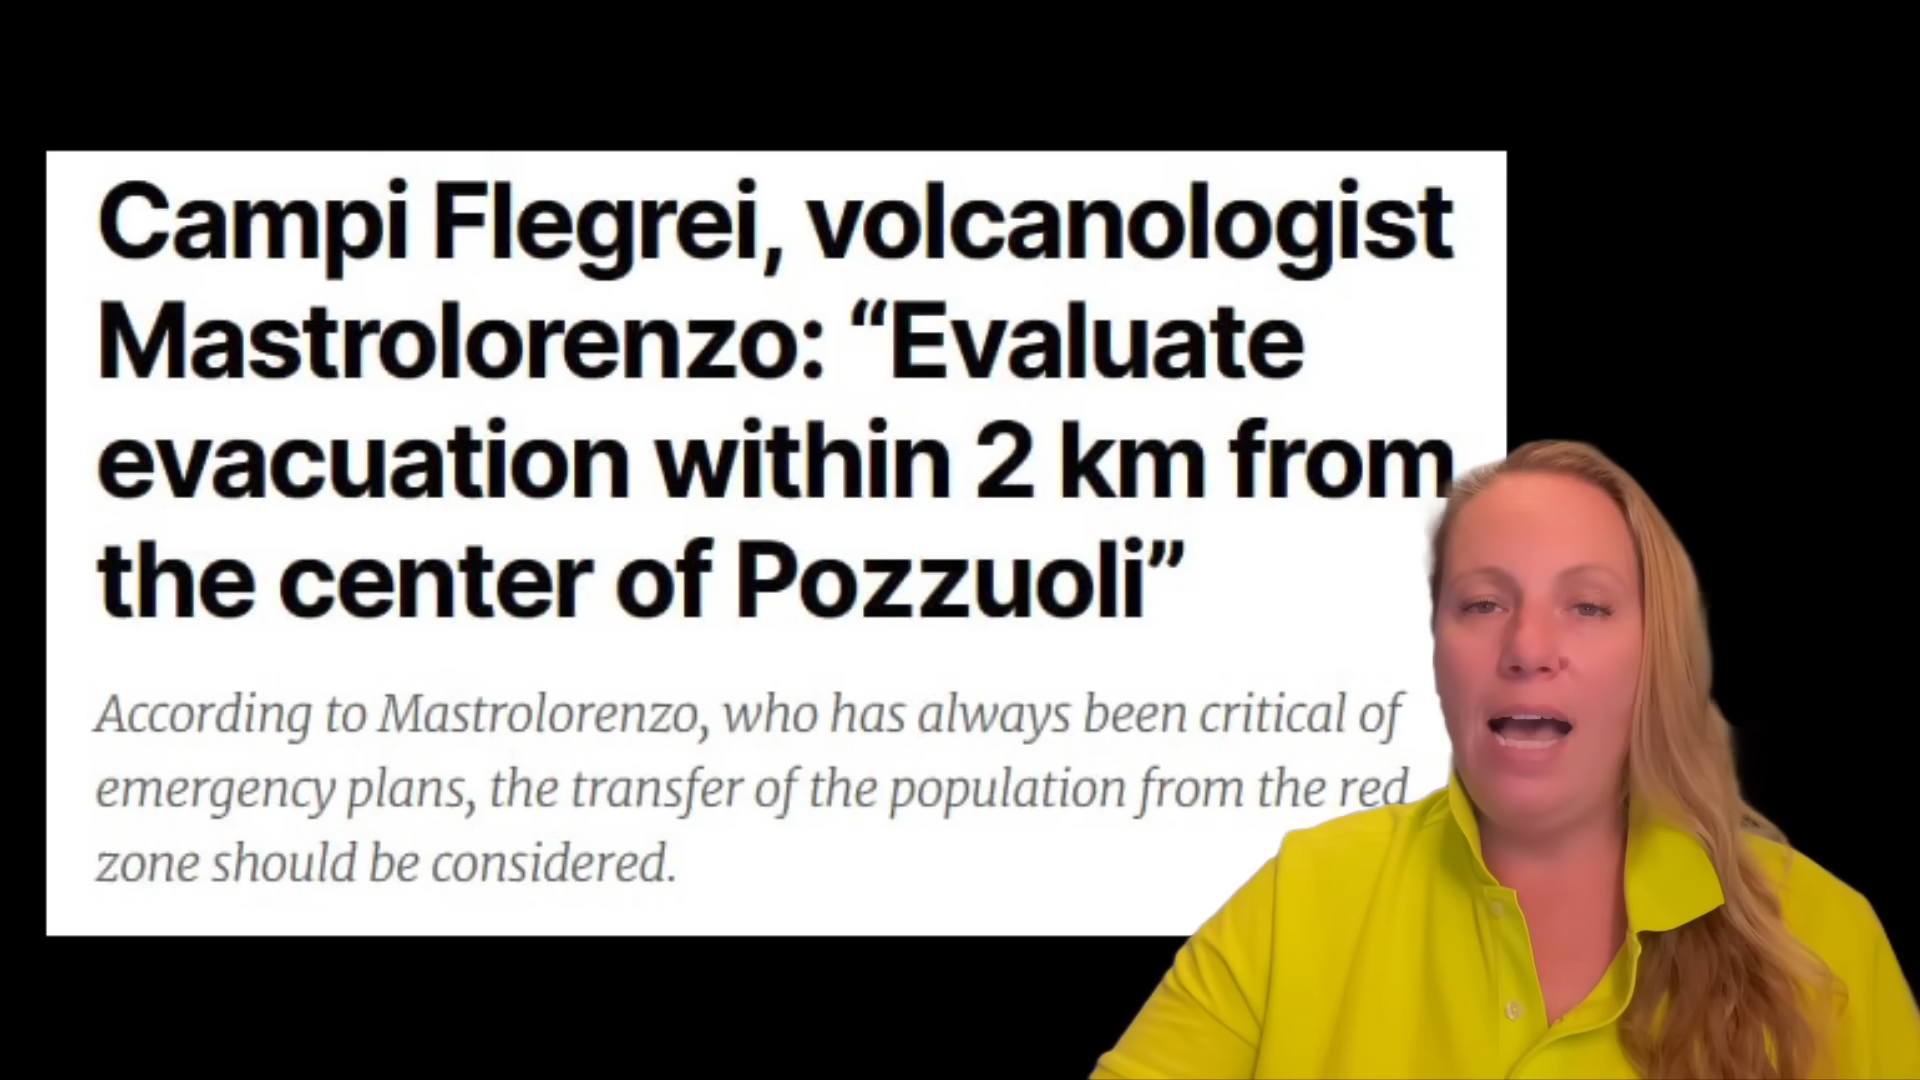 Campi Flegrei, volcanologist
Mastrolorenzo: “Evaluate
evacuation within 2 km from
the center of Pozzuoli”
According to Mastrolorenzo, who has always been critical of
emergency plans, the transfer of the population from the red
zone should be considered.